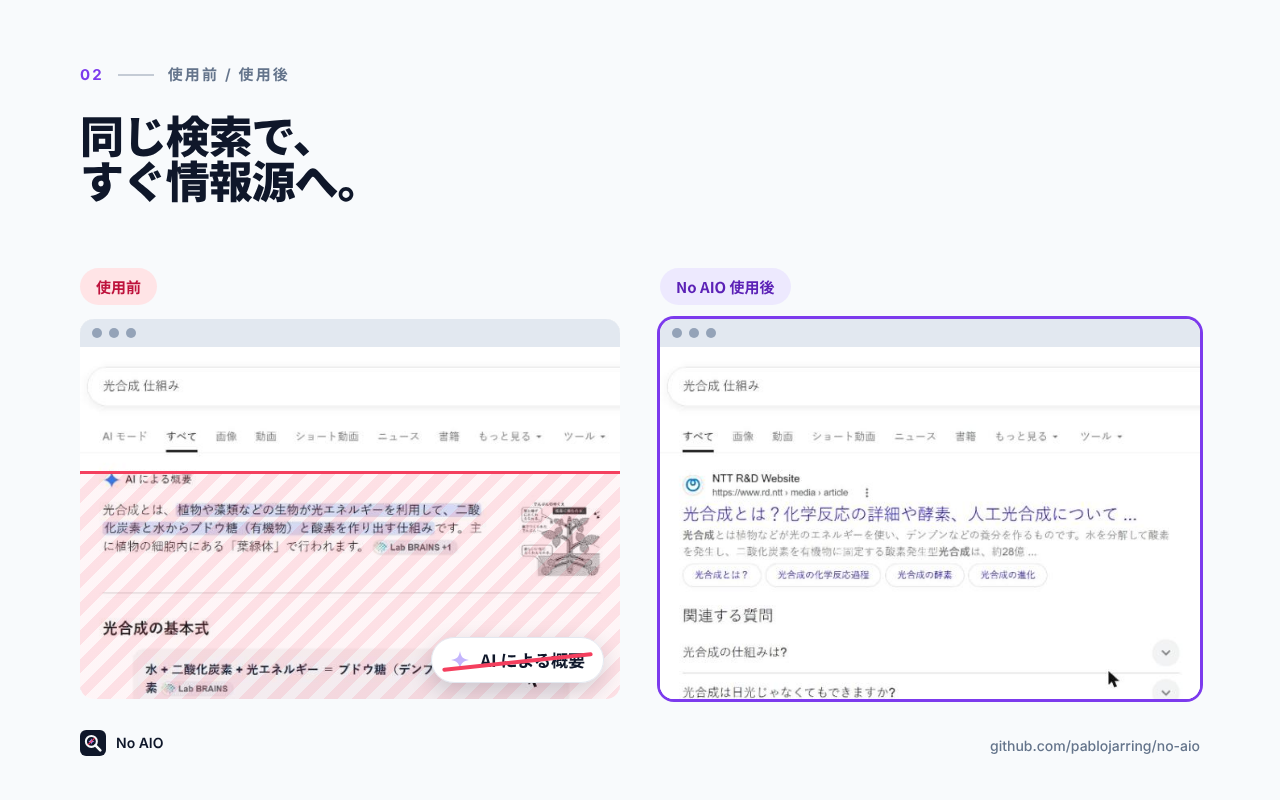 02 使用前 / 使用後
同じ検索で、
すぐ情報源へ。
使用前
光合成 仕組み
AI モード すべて 画像 動画 ショート動画 ニュース 書籍 もっと見る ツール
AI による概要
光合成とは、植物や藻類などの生物が光エネルギーを利用して、二酸
化炭素と水からブドウ糖（有機物）と酸素を作り出す仕組みです。主
に植物の細胞内にある「葉緑体」で行われます。 Lab BRAINS +1
光合成の基本式
水 + 二酸化炭素 + 光エネルギー = ブドウ糖（デンプ
素 Lab BRAINS
AI による概要
No AIO 使用後
光合成 仕組み
すべて 画像 動画 ショート動画 ニュース 書籍 もっと見る ツール
NTT R&D Website
https://www.rd.ntt › media › article
光合成とは？化学反応の詳細や酵素、人工光合成について ...
光合成とは植物などが光のエネルギーを使い、デンプンなどの養分を作るものです。水を分解して酸素
を発生し、二酸化炭素を有機物に固定する酸素発生型光合成は、約28億 ...
光合成とは？ 光合成の化学反応過程 光合成の酵素 光合成の進化
関連する質問
光合成の仕組みは?
光合成は日光じゃなくてもできますか?
No AIO
github.com/pablojarring/no-aio